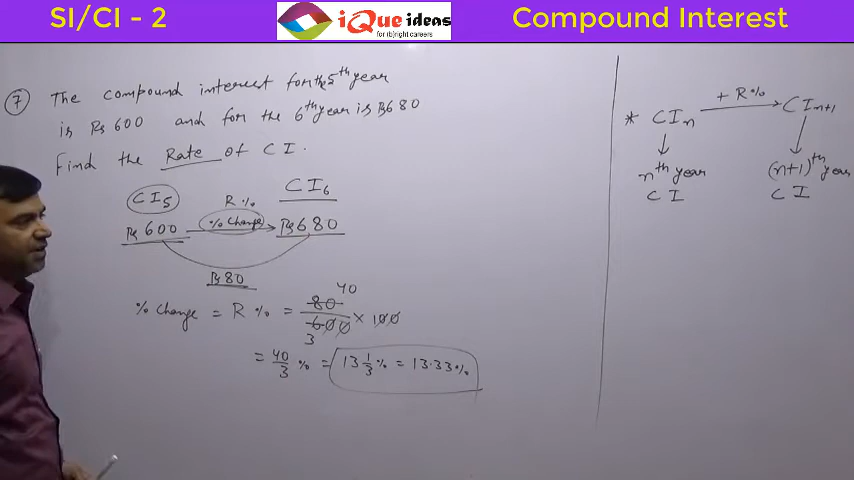 SI/CI - 2
iQue ideas
for (b)right careers
Compound Interest
7 The compound interest for the 5th year
is Rs 600 and for the 6th year is Rs 680
Find the Rate of CI.
CI5 R% CI6
Rs 600 % Change Rs 680
Rs 80
% Change = R % = 80/600 × 100
40
3
= 40/3 % = 13 1/3 % = 13.33%
* CIn + R% CIn+1
nth year (n+1)th year
CI CI